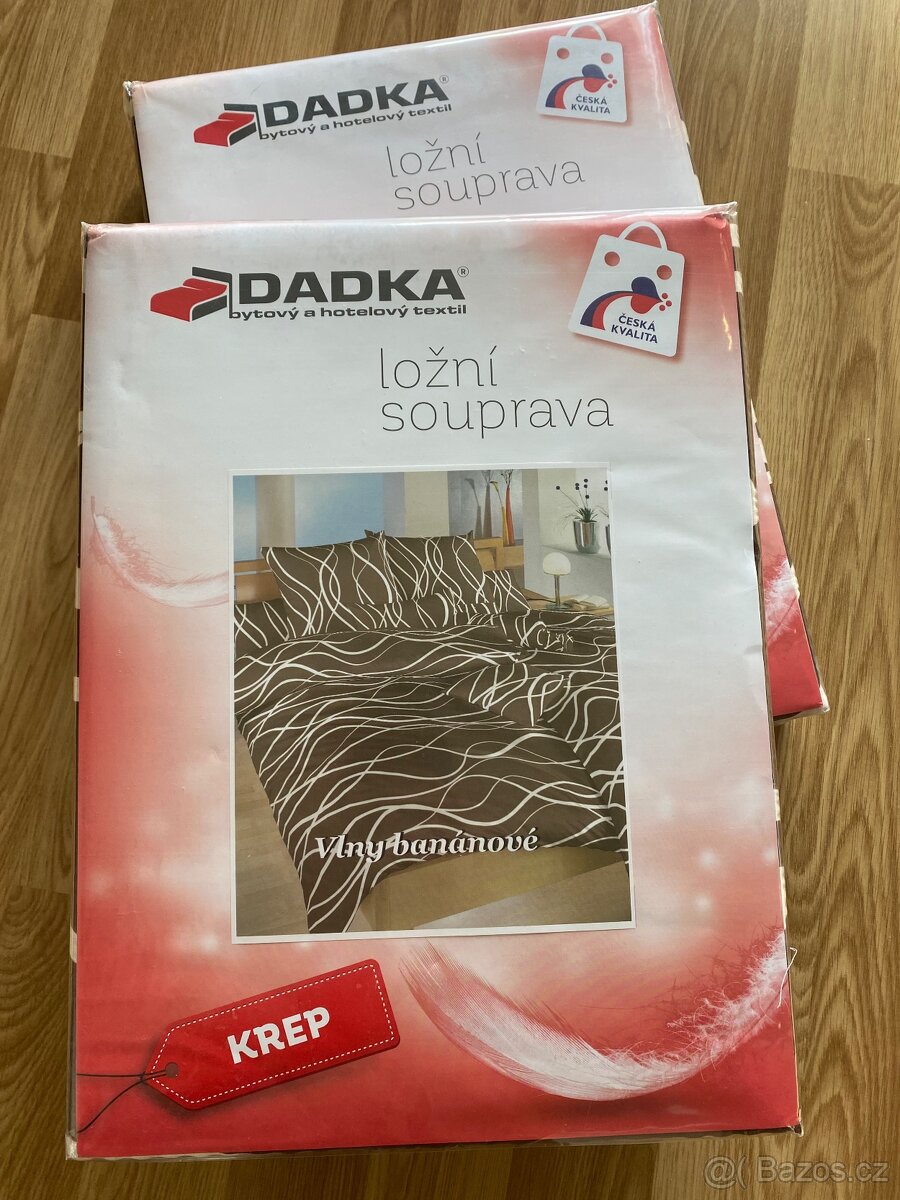 DADKA®
bytový a hotelový textil
ložní
souprava
ČESKÁ
KVALITA
DADKA®
bytový a hotelový textil
ložní
souprava
ČESKÁ
KVALITA
Vlny banánové
KREP
@( Bazos.cz